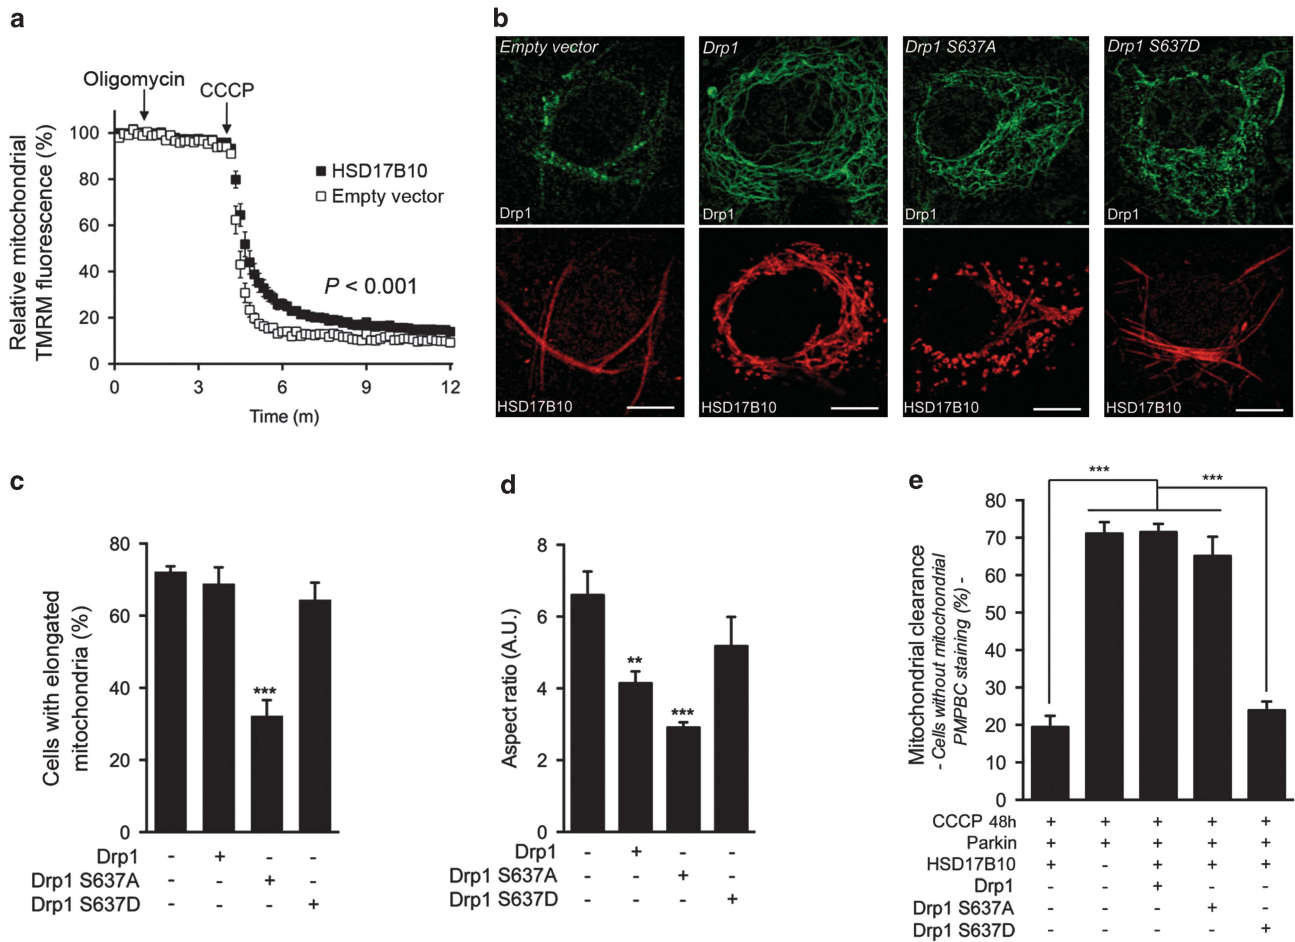 a
Oligomycin
CCCP
Relative mitochondrial
TMRM fluorescence (%)
100
80
60
40
20
0
HSD17B10
Empty vector
P < 0.001
0 3 6 9 12
Time (m)
b
Empty vector
Drp1
Drp1 S637A
Drp1 S637D
Drp1
Drp1
Drp1
Drp1
HSD17B10
HSD17B10
HSD17B10
HSD17B10
c
Cells with elongated
mitochondria (%)
80
60
40
20
0
***
Drp1 - + - -
Drp1 S637A - - + -
Drp1 S637D - - - +
d
Aspect ratio (A.U.)
8
6
4
2
0
**
***
Drp1 - + - -
Drp1 S637A - - + -
Drp1 S637D - - - +
e
Mitochondrial clearance
- Cells without mitochondrial
PMPBC staining (%) -
80
70
60
50
40
30
20
10
0
***
***
CCCP 48h + + + + +
Parkin + + + + +
HSD17B10 + - + + +
Drp1 - - + - -
Drp1 S637A - - - + -
Drp1 S637D - - - - +